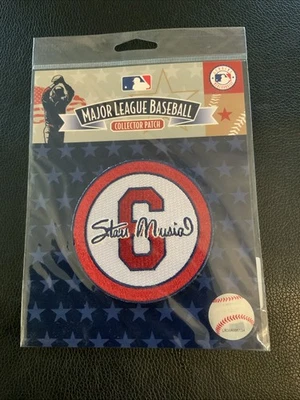 MAJOR LEAGUE BASEBALL
COLLECTOR PATCH
6
Stan Musial